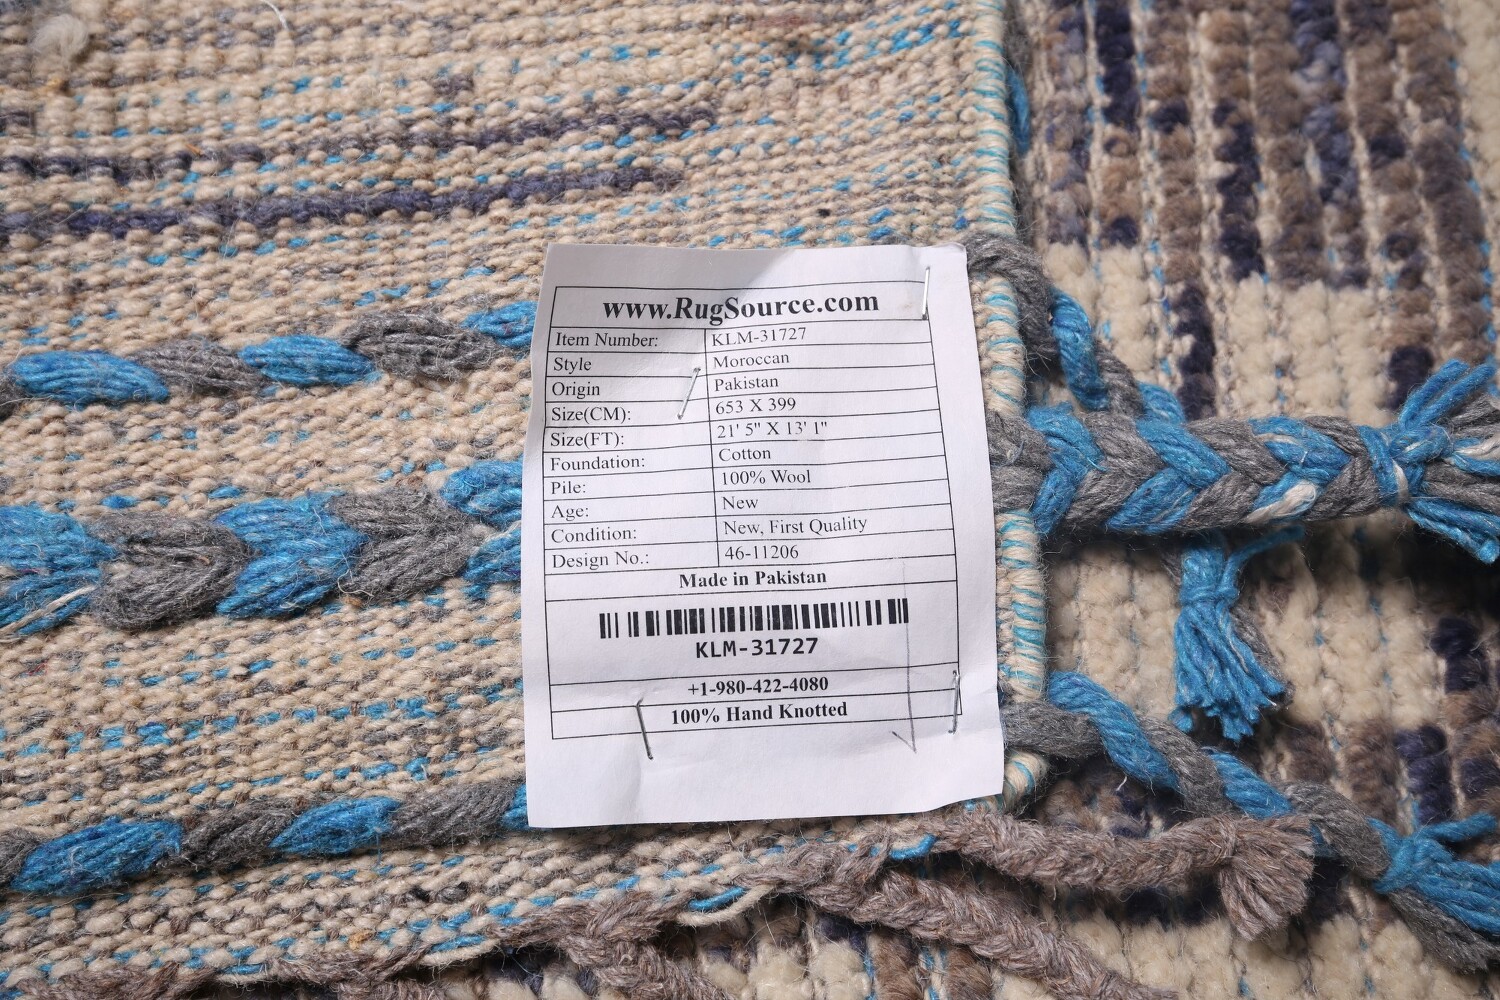 www.RugSource.com
Item Number: KLM-31727
Style Moroccan
Origin Pakistan
Size(CM): 653 X 399
Size(FT): 21' 5" X 13' 1"
Foundation: Cotton
Pile: 100% Wool
Age: New
Condition: New, First Quality
Design No.: 46-11206
Made in Pakistan
KLM-31727
+1-980-422-4080
100% Hand Knotted